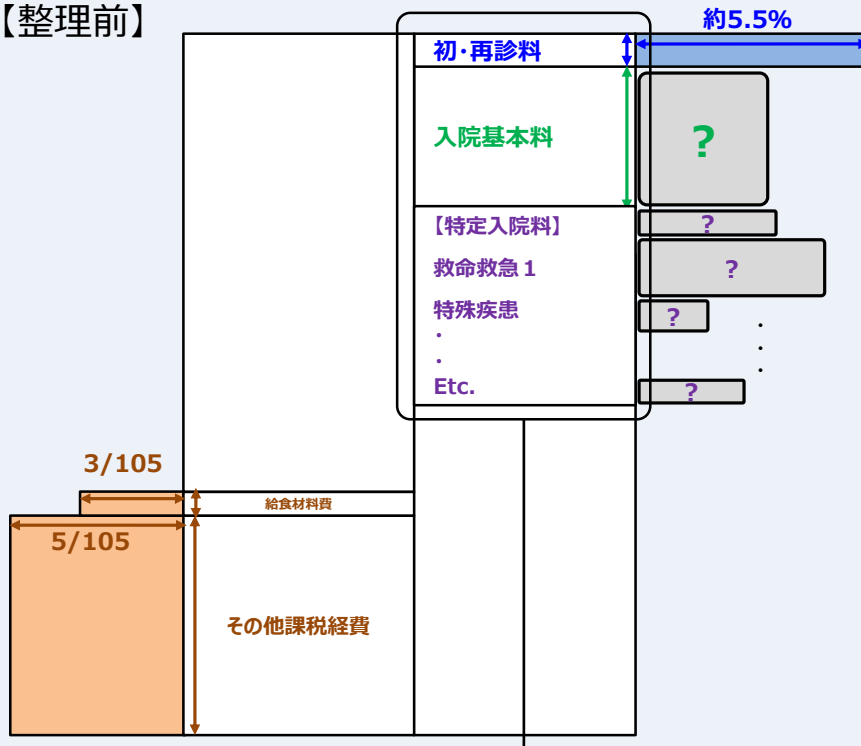 【整理前】
約5.5%
初・再診料
入院基本料
?
【特定入院料】
?
救命救急1
?
特殊疾患
?
・
・
・
・
・
Etc.
?
3/105
給食材料費
5/105
その他課税経費